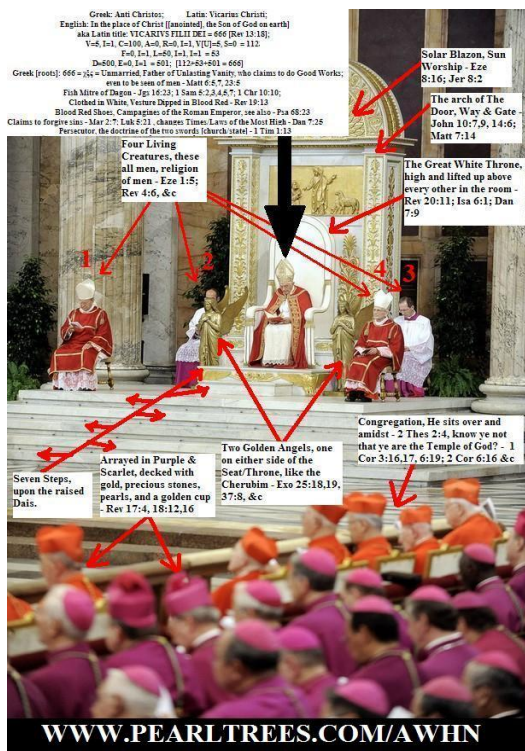 Greek: Anti Christos;          Latin: Vicarius Christi;
English: In the place of Christ [[anointed], the Son of God on earth]
aka Latin title: VICARIVS FILII DEI = 666 [Rev 13:18];
V=5, I=1, C=100, A=0, R=0, I=1, V[U]=5, S=0 = 112
F=0, I=1, L=50, I=1, I=1 = 53
D=500, E=0, I=1 = 501;  [112+53+501 = 666]
Greek [roots]: 666 = χξς = Unmarried, Father of Unlasting Vanity, who claims to do Good Works;
even to be seen of men - Matt 6:5,7, 23:5
Fish Mitre of Dagon - Jgs 16:23; 1 Sam 5:2,3,4,5,7; 1 Chr 10:10;
Clothed in White, Vesture Dipped in Blood Red - Rev 19:13
Blood Red Shoes, Campagines of the Roman Emperor, see also - Psa 68:23
Claims to forgive sins - Mar 2:7; Luk 5:21 , changes Times/Laws of the Most High - Dan 7:25
Persecutor, the doctrine of the two swords [church/state] - 1 Tim 1:13
Solar Blazon, Sun
Worship - Eze
8:16; Jer 8:2
The arch of The
Door, Way & Gate -
John 10:7,9, 14:6;
Matt 7:14
Four Living
Creatures, these
all men, religion
of men - Eze 1:5;
Rev 4:6, &c
The Great White Throne,
high and lifted up above
every other in the room -
Rev 20:11; Isa 6:1; Dan
7:9
1
2
4
3
Seven Steps,
upon the raised
Dais.
Arrayed in Purple &
Scarlet, decked with
gold, precious stones,
pearls, and a golden cup
- Rev 17:4, 18:12,16
Two Golden Angels, one
on either side of the
Seat/Throne, like the
Cherubim - Exo 25:18,19,
37:8, &c
Congregation, He sits over and
amidst - 2 Thes 2:4, know ye not
that ye are the Temple of God? - 1
Cor 3:16,17, 6:19; 2 Cor 6:16 &c
WWW.PEARLTREES.COM/AWHN